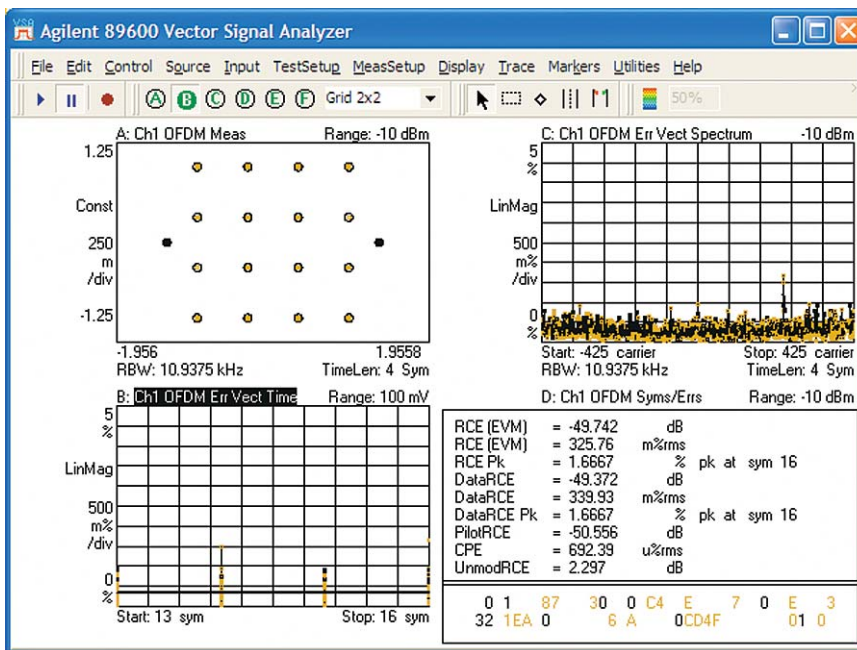 VSA
Agilent 89600 Vector Signal Analyzer
File Edit Control Source Input TestSetup MeasSetup Display Trace Markers Utilities Help
A B C D E F Grid 2x2 50%
A: Ch1 OFDM Meas Range: -10 dBm
1.25
Const
250
m
/div
-1.25
-1.956 1.9558
RBW: 10.9375 kHz TimeLen: 4 Sym
C: Ch1 OFDM Err Vect Spectrum -10 dBm
5
%
LinMag
500
m%
/div
0
%
Start: -425 carrier Stop: 425 carrier
RBW: 10.9375 kHz TimeLen: 4 Sym
B: Ch1 OFDM Err Vect Time Range: 100 mV
5
%
LinMag
500
m%
/div
0
%
Start: 13 sym Stop: 16 sym
D: Ch1 OFDM Syms/Errs Range: -10 dBm
RCE (EVM) = -49.742 dB
RCE (EVM) = 325.76 m%rms
RCE Pk = 1.6667 % pk at sym 16
DataRCE = -49.372 dB
DataRCE = 339.93 m%rms
DataRCE Pk = 1.6667 % pk at sym 16
PilotRCE = -50.556 dB
CPE = 692.39 u%rms
UnmodRCE = 2.297 dB
0 1 87 30 0 C4 E 7 0 E 3
32 1EA 0 6 A 0CD4F 01 0